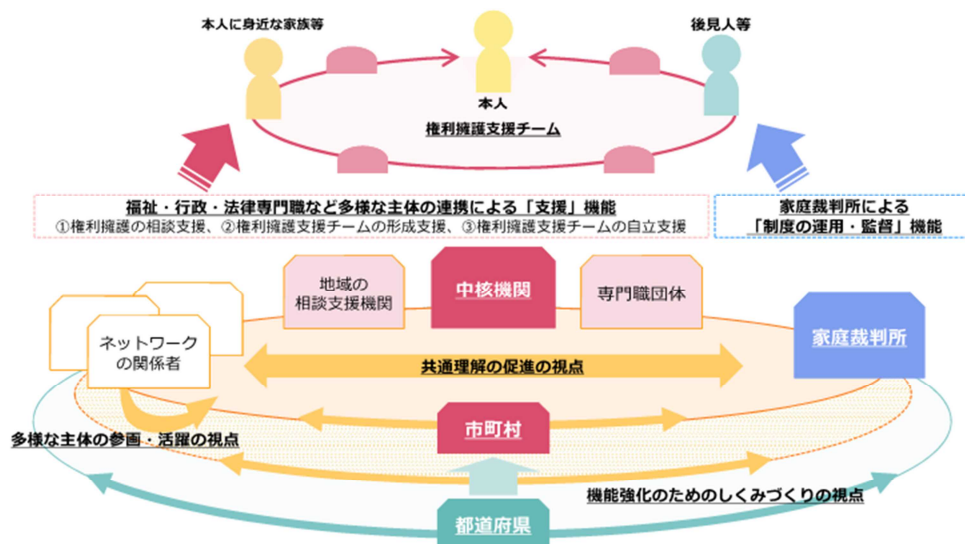 本人に身近な家族等
後見人等
本人
権利擁護支援チーム
福祉・行政・法律専門職など多様な主体の連携による「支援」機能
①権利擁護の相談支援、②権利擁護支援チームの形成支援、③権利擁護支援チームの自立支援
家庭裁判所による
「制度の運用・監督」機能
地域の
相談支援機関
中核機関
専門職団体
ネットワーク
の関係者
家庭裁判所
共通理解の促進の視点
市町村
多様な主体の参画・活躍の視点
機能強化のためのしくみづくりの視点
都道府県